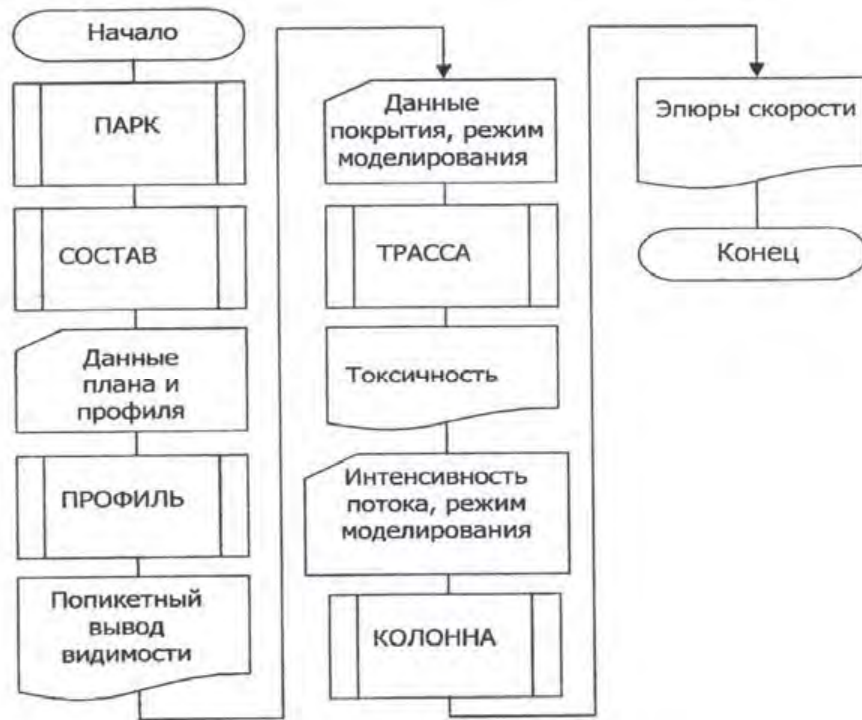 Начало
ПАРК
СОСТАВ
Данные
плана и
профиля
ПРОФИЛЬ
Попикетный
вывод
видимости
Данные
покрытия, режим
моделирования
ТРАССА
Токсичность
Интенсивность
потока, режим
моделирования
КОЛОННА
Эпюры скорости
Конец